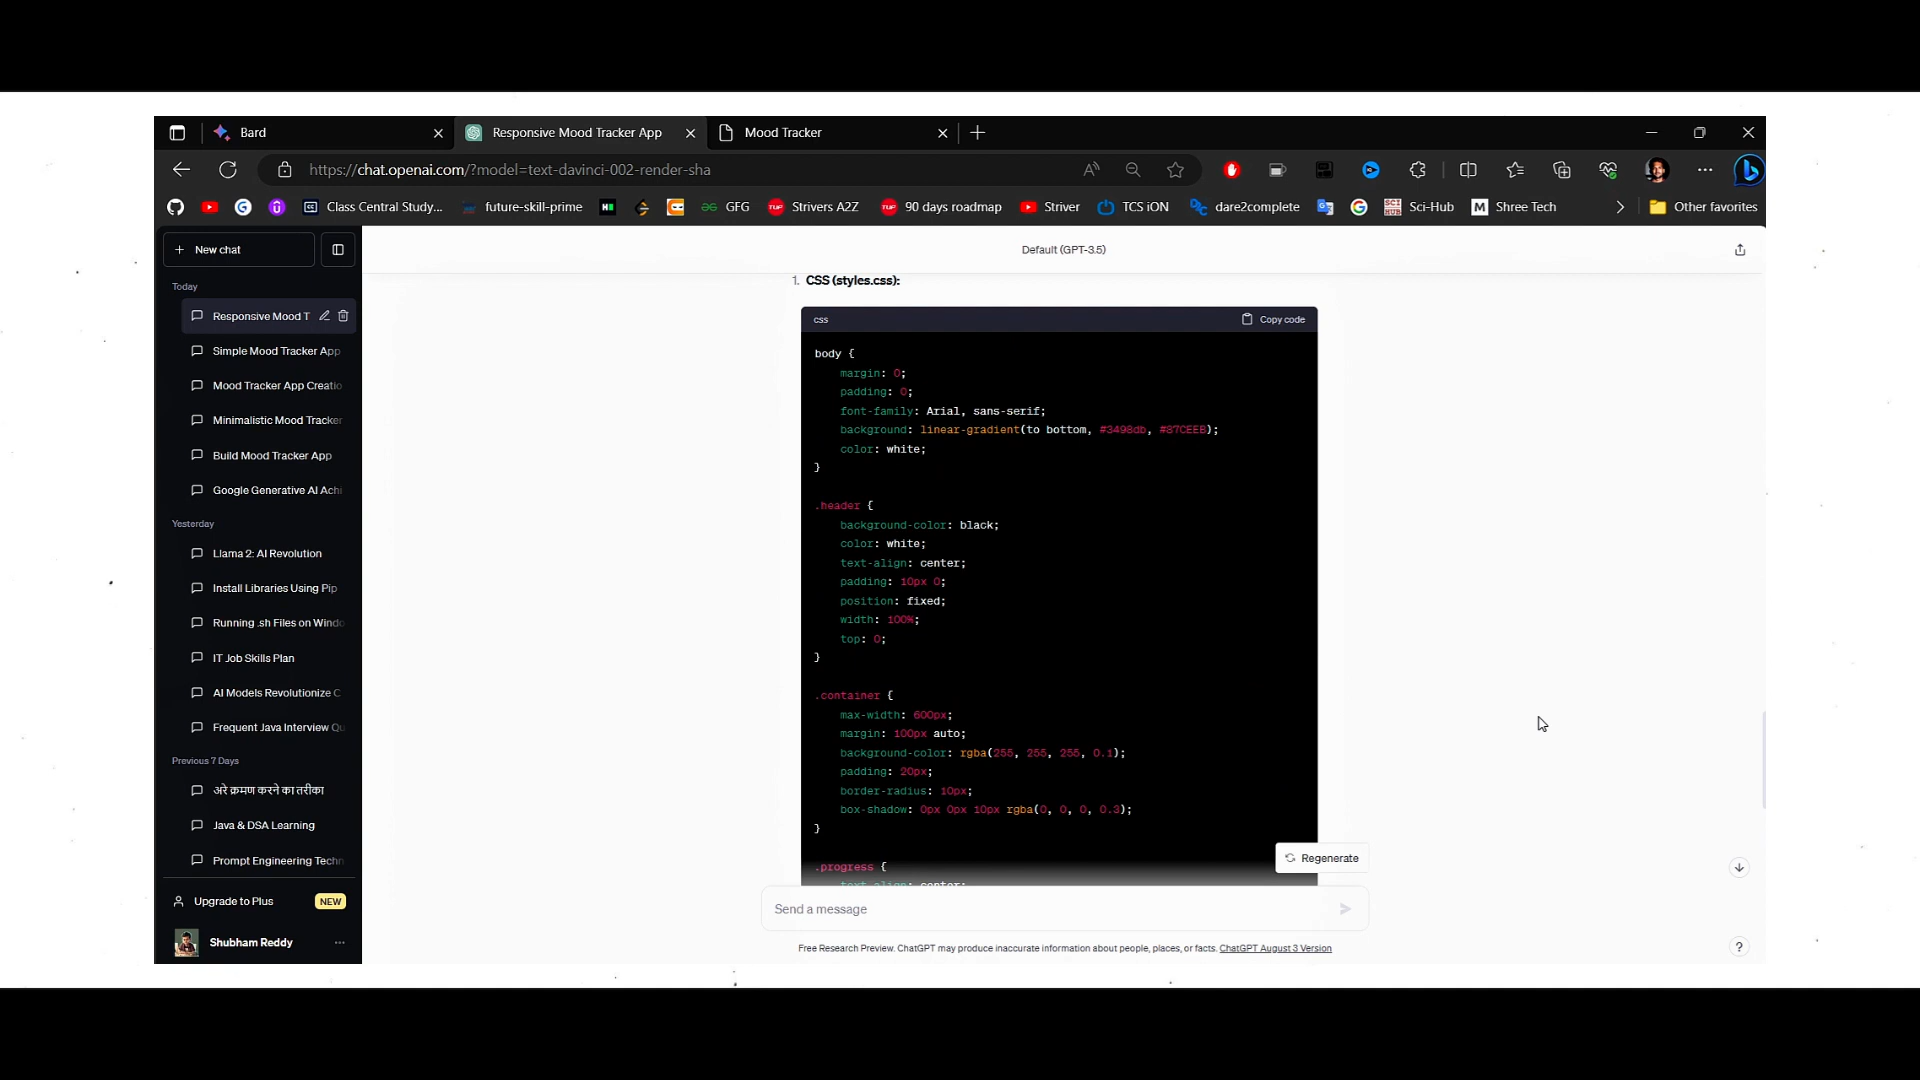 Bard
Responsive Mood Tracker App
Mood Tracker
https://chat.openai.com/?model=text-davinci-002-render-sha
Class Central Study...
future-skill-prime
GFG
TUF
Strivers A2Z
TUF
90 days roadmap
Striver
TCS iON
dare2complete
SCI HUB
Sci-Hub
M
Shree Tech
Other favorites
New chat
Default (GPT-3.5)
Today
Responsive Mood T
Simple Mood Tracker App
Mood Tracker App Creatio
Minimalistic Mood Tracker
Build Mood Tracker App
Google Generative AI Achi
Yesterday
Llama 2: AI Revolution
Install Libraries Using Pip
Running .sh Files on Windo
IT Job Skills Plan
AI Models Revolutionize C
Frequent Java Interview Qu
Previous 7 Days
अरे क्रमण करने का तरीका
Java & DSA Learning
Prompt Engineering Techn
Upgrade to Plus
NEW
Shubham Reddy
1. CSS (styles.css):
css
Copy code
body {
margin: 0;
padding: 0;
font-family: Arial, sans-serif;
background: linear-gradient(to bottom, #3498db, #87CEEB);
color: white;
}
.header {
background-color: black;
color: white;
text-align: center;
padding: 10px 0;
position: fixed;
width: 100%;
top: 0;
}
.container {
max-width: 600px;
margin: 100px auto;
background-color: rgba(255, 255, 255, 0.1);
padding: 20px;
border-radius: 10px;
box-shadow: 0px 0px 10px rgba(0, 0, 0, 0.3);
}
.progress {
text-align: center;
Regenerate
Send a message
Free Research Preview. ChatGPT may produce inaccurate information about people, places, or facts. ChatGPT August 3 Version
?